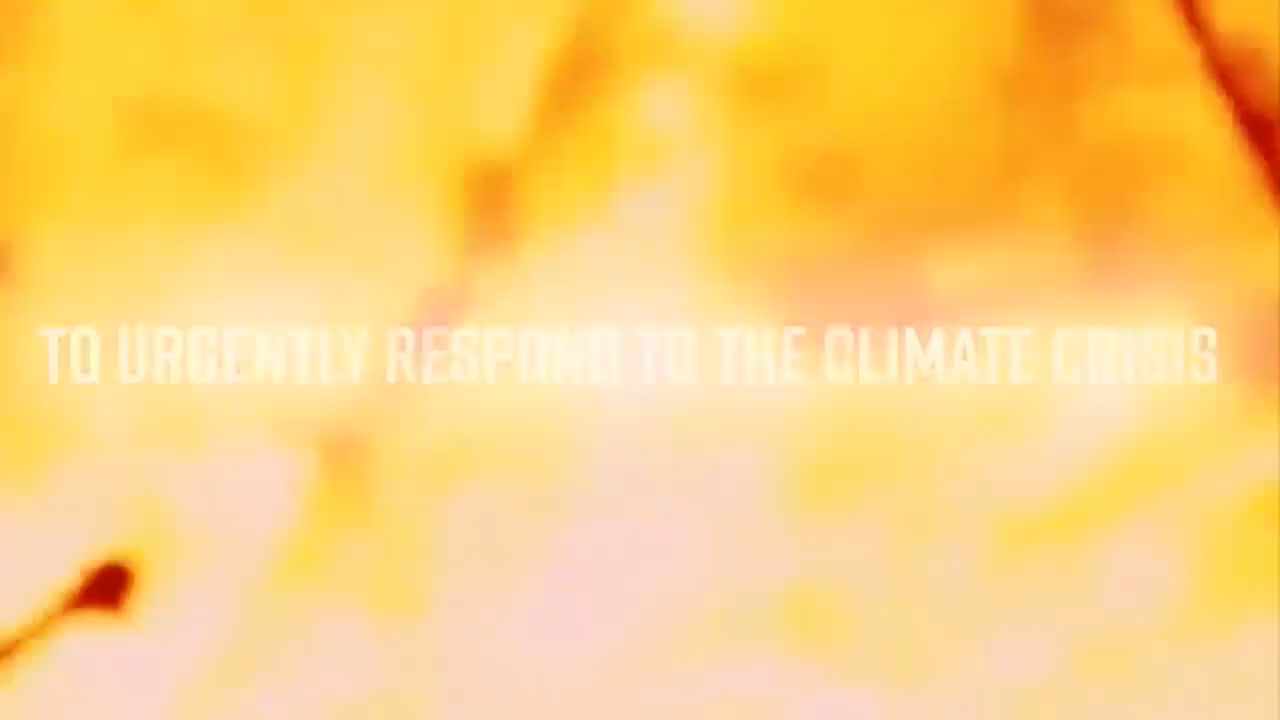 TO URGENTLY RESPOND TO THE CLIMATE CRISIS